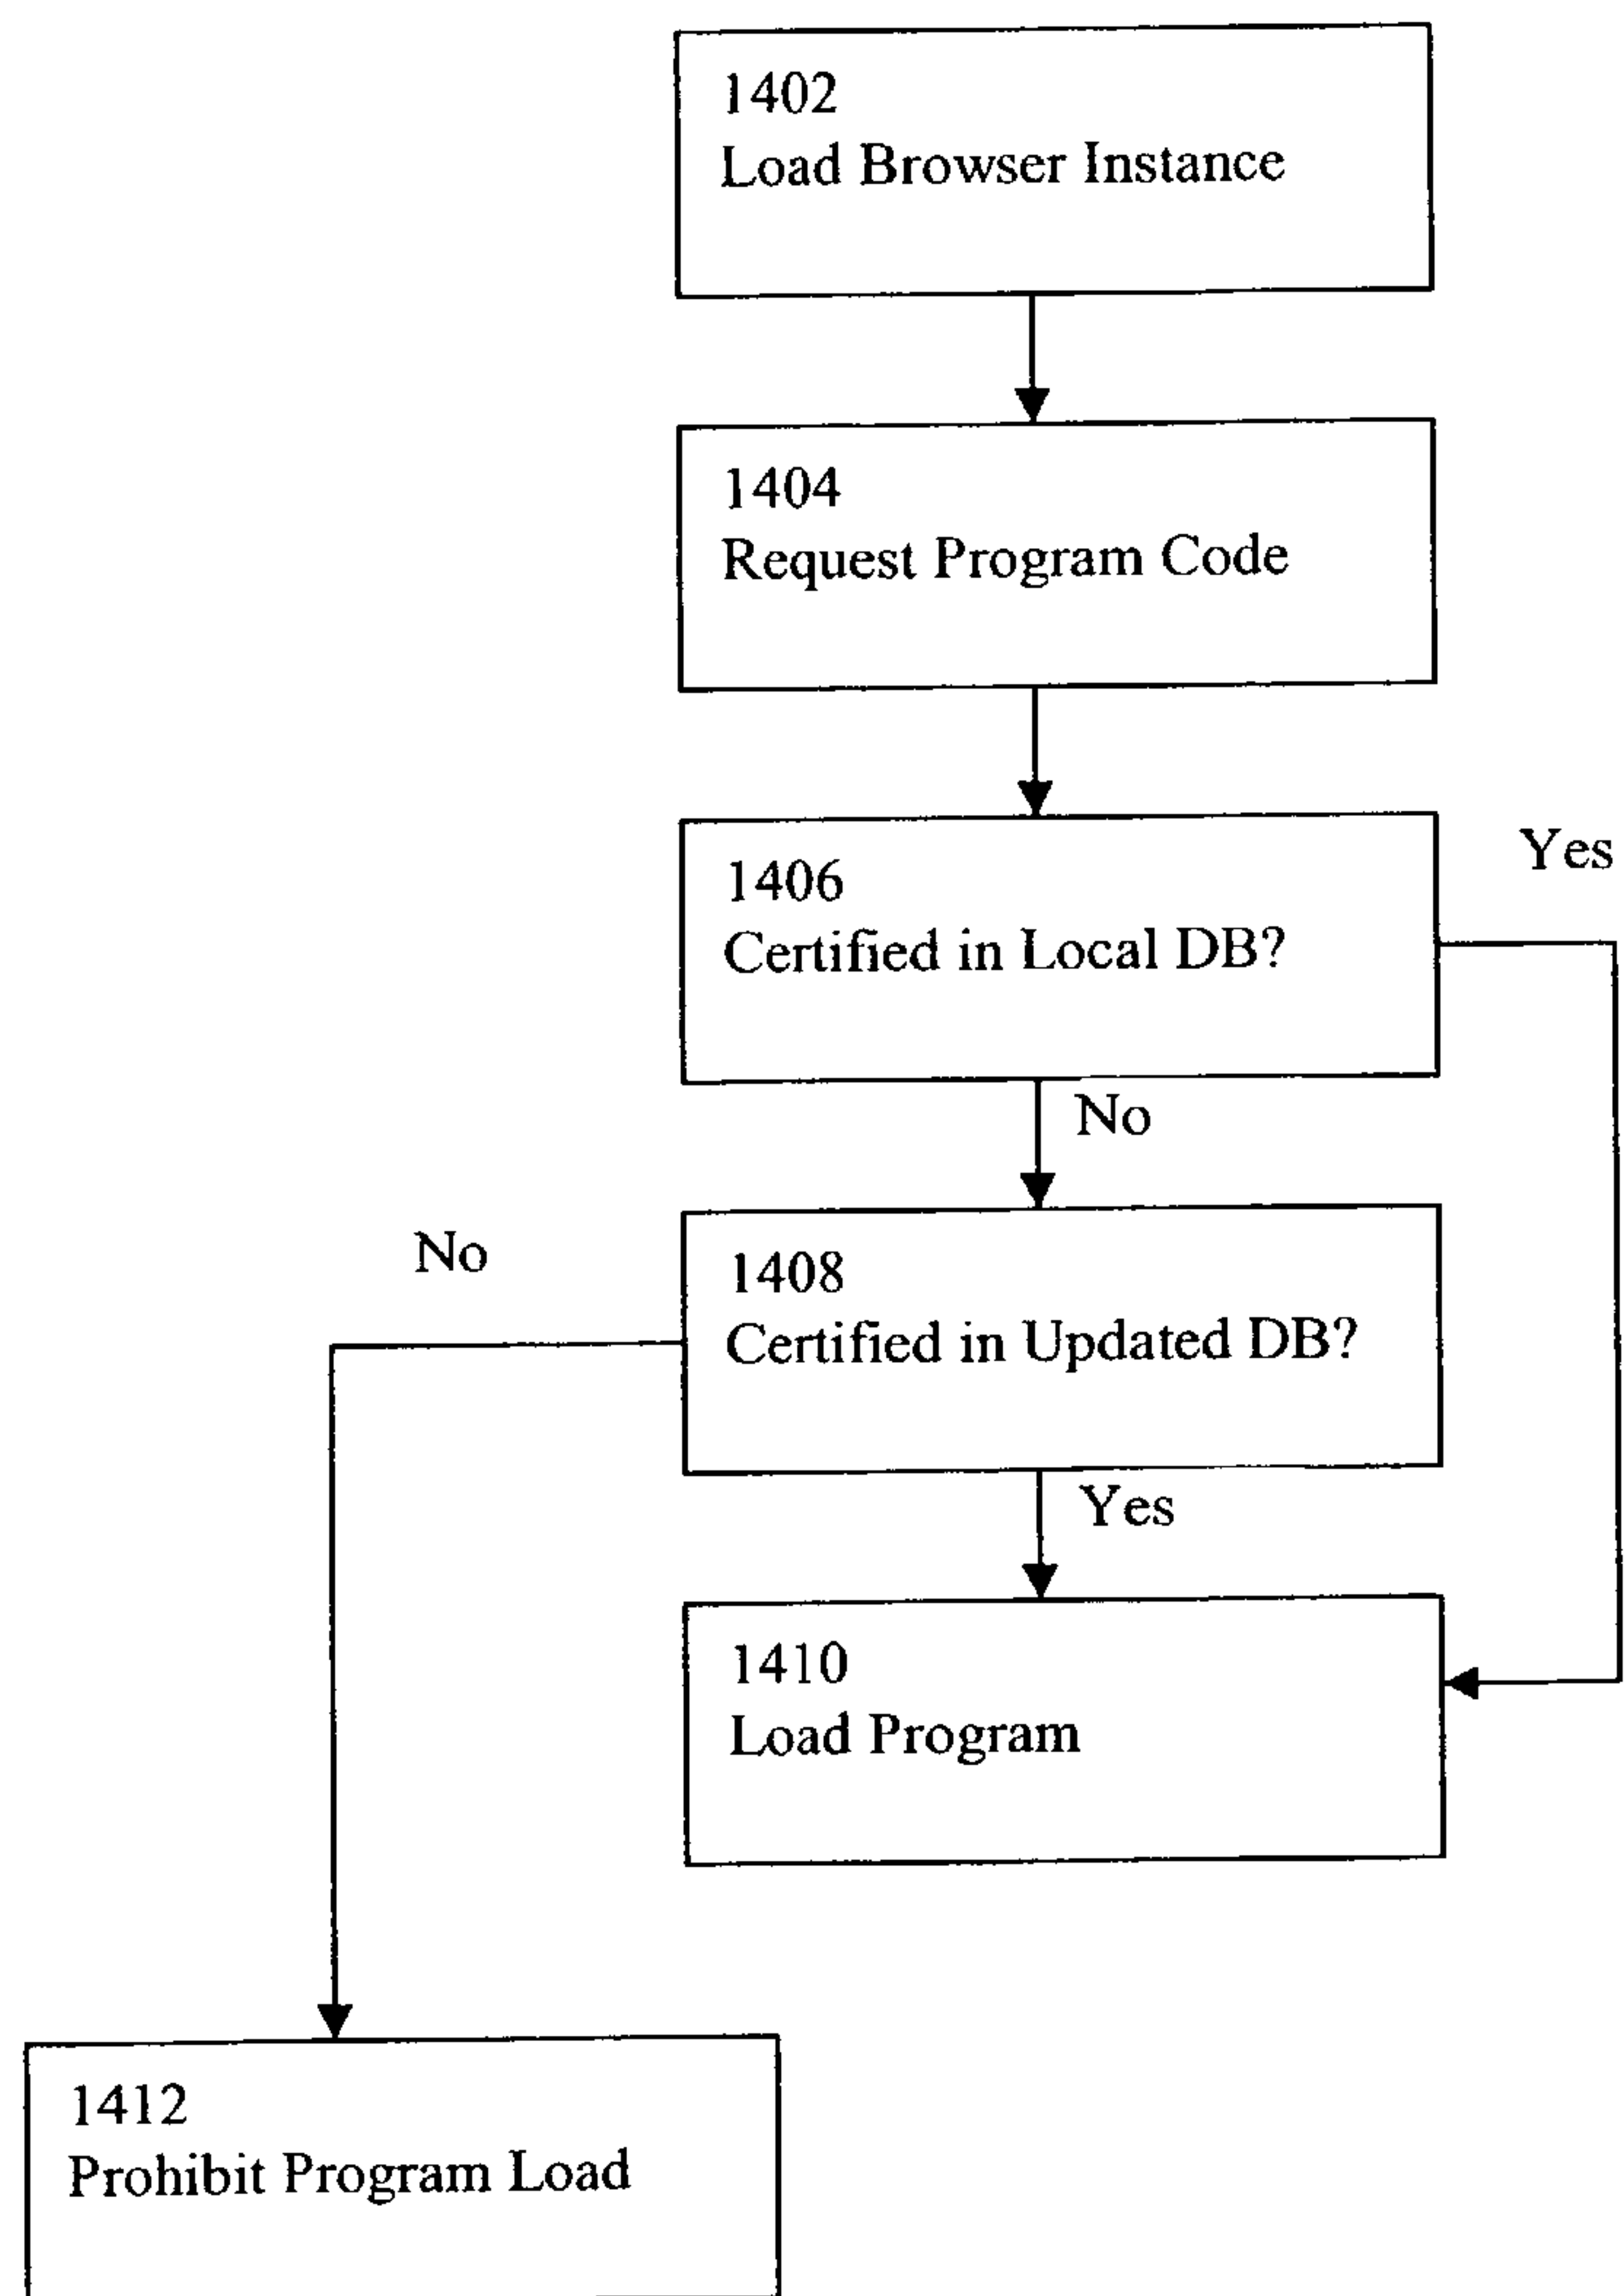 1402
Load Browser Instance
1404
Request Program Code
1406
Certified in Local DB?
Yes
No
1408
Certified in Updated DB?
No
Yes
1410
Load Program
1412
Prohibit Program Load